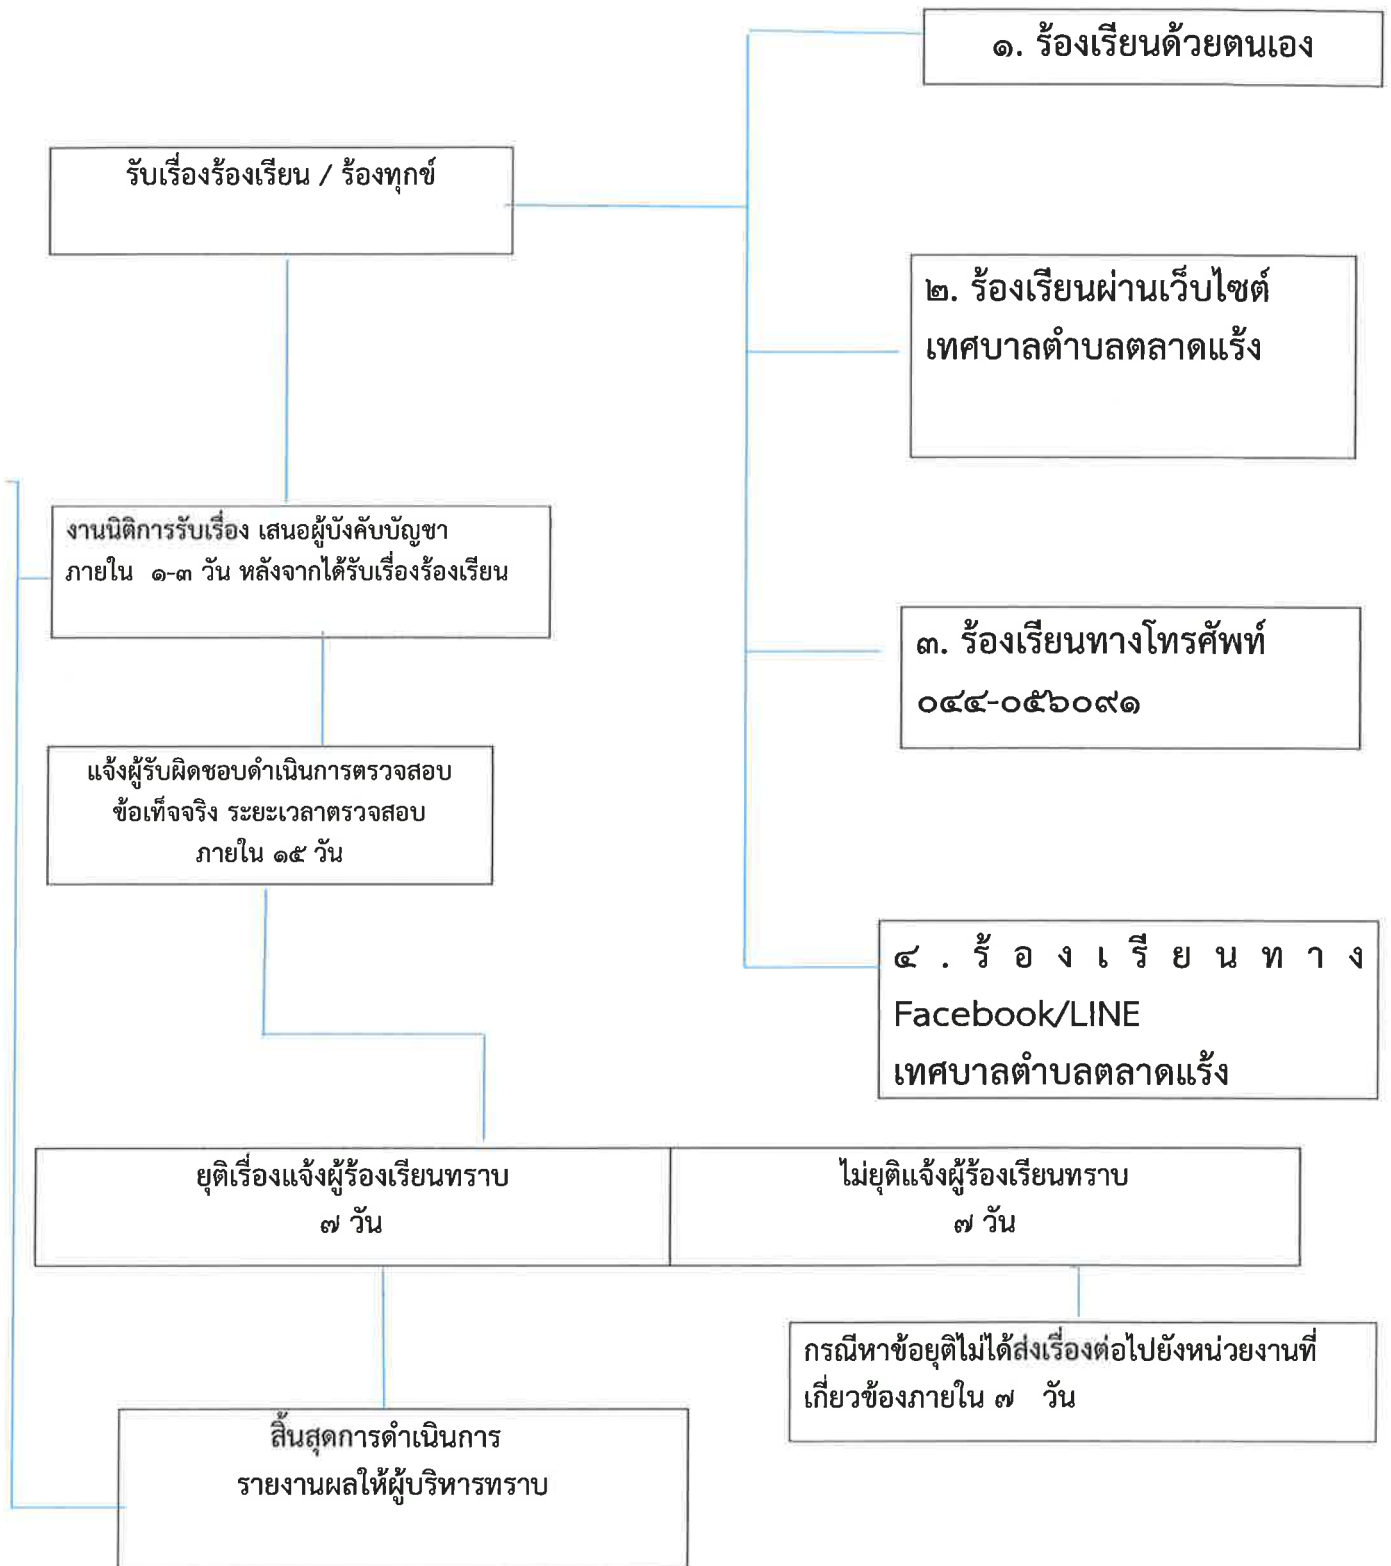 ๑. ร้องเรียนด้วยตนเอง
รับเรื่องร้องเรียน / ร้องทุกข์
๒. ร้องเรียนผ่านเว็บไซต์
เทศบาลตำบลตลาดแร้ง
งานนิติการรับเรื่อง เสนอผู้บังคับบัญชา
ภายใน ๑-๓ วัน หลังจากได้รับเรื่องร้องเรียน
๓. ร้องเรียนทางโทรศัพท์
๐๔๔-๐๕๖๐๙๑
แจ้งผู้รับผิดชอบดำเนินการตรวจสอบ
ข้อเท็จจริง ระยะเวลาตรวจสอบ
ภายใน ๑๕ วัน
๔ . ร้ อ ง เ รี ย น ท า ง
Facebook/LINE
เทศบาลตำบลตลาดแร้ง
ยุติเรื่องแจ้งผู้ร้องเรียนทราบ
๗ วัน
ไม่ยุติแจ้งผู้ร้องเรียนทราบ
๗ วัน
กรณีหาข้อยุติไม่ได้ส่งเรื่องต่อไปยังหน่วยงานที่
เกี่ยวข้องภายใน ๗ วัน
สิ้นสุดการดำเนินการ
รายงานผลให้ผู้บริหารทราบ